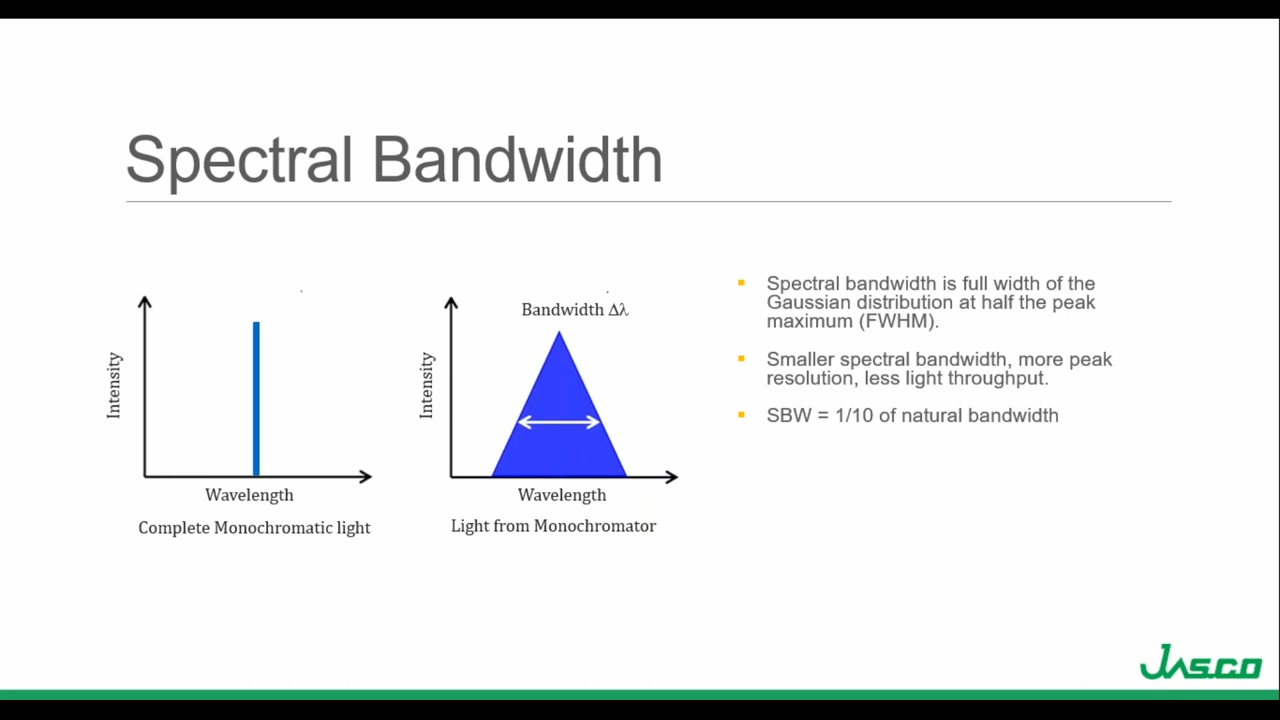 Spectral Bandwidth
Intensity
Wavelength
Complete Monochromatic light
Bandwidth Δλ
Intensity
Wavelength
Light from Monochromator
Spectral bandwidth is full width of the
Gaussian distribution at half the peak
maximum (FWHM).
Smaller spectral bandwidth, more peak
resolution, less light throughput.
SBW = 1/10 of natural bandwidth
JASCO